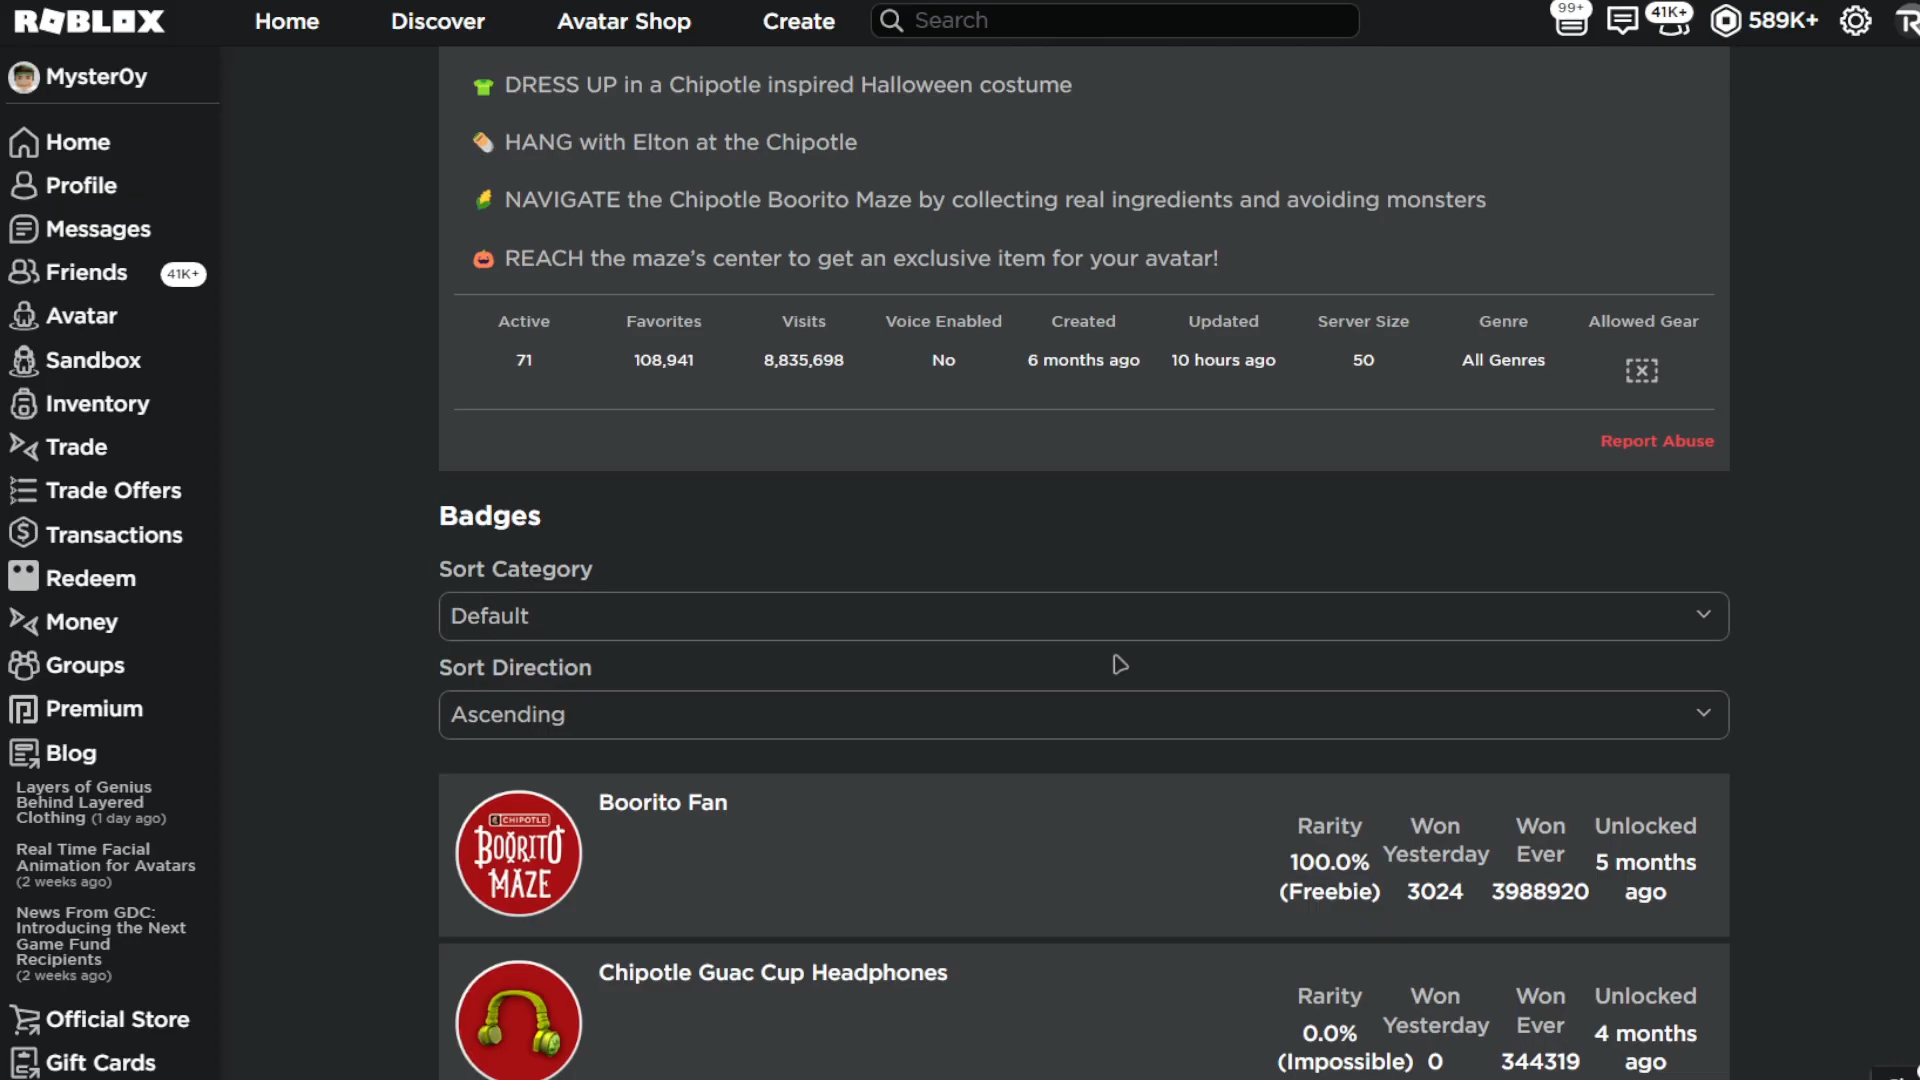 ROBLOX Home Discover Avatar Shop Create Search 99+ 41K+ 589K+
Myster0y
Home
Profile
Messages
Friends 41K+
Avatar
Sandbox
Inventory
Trade
Trade Offers
Transactions
Redeem
Money
Groups
Premium
Blog
Layers of Genius
Behind Layered
Clothing (1 day ago)
Real Time Facial
Animation for Avatars
(2 weeks ago)
News From GDC:
Introducing the Next
Game Fund
Recipients
(2 weeks ago)
Official Store
Gift Cards
DRESS UP in a Chipotle inspired Halloween costume
HANG with Elton at the Chipotle
NAVIGATE the Chipotle Boorito Maze by collecting real ingredients and avoiding monsters
REACH the maze’s center to get an exclusive item for your avatar!
Active Favorites Visits Voice Enabled Created Updated Server Size Genre Allowed Gear
71 108,941 8,835,698 No 6 months ago 10 hours ago 50 All Genres
Report Abuse
Badges
Sort Category
Default
Sort Direction
Ascending
CHIPOTLE
BOORITO
MAZE
Boorito Fan
Rarity Won Won Unlocked
Yesterday Ever
100.0% 5 months
(Freebie) 3024 3988920 ago
Chipotle Guac Cup Headphones
Rarity Won Won Unlocked
Yesterday Ever
0.0% 4 months
(Impossible) 0 344319 ago